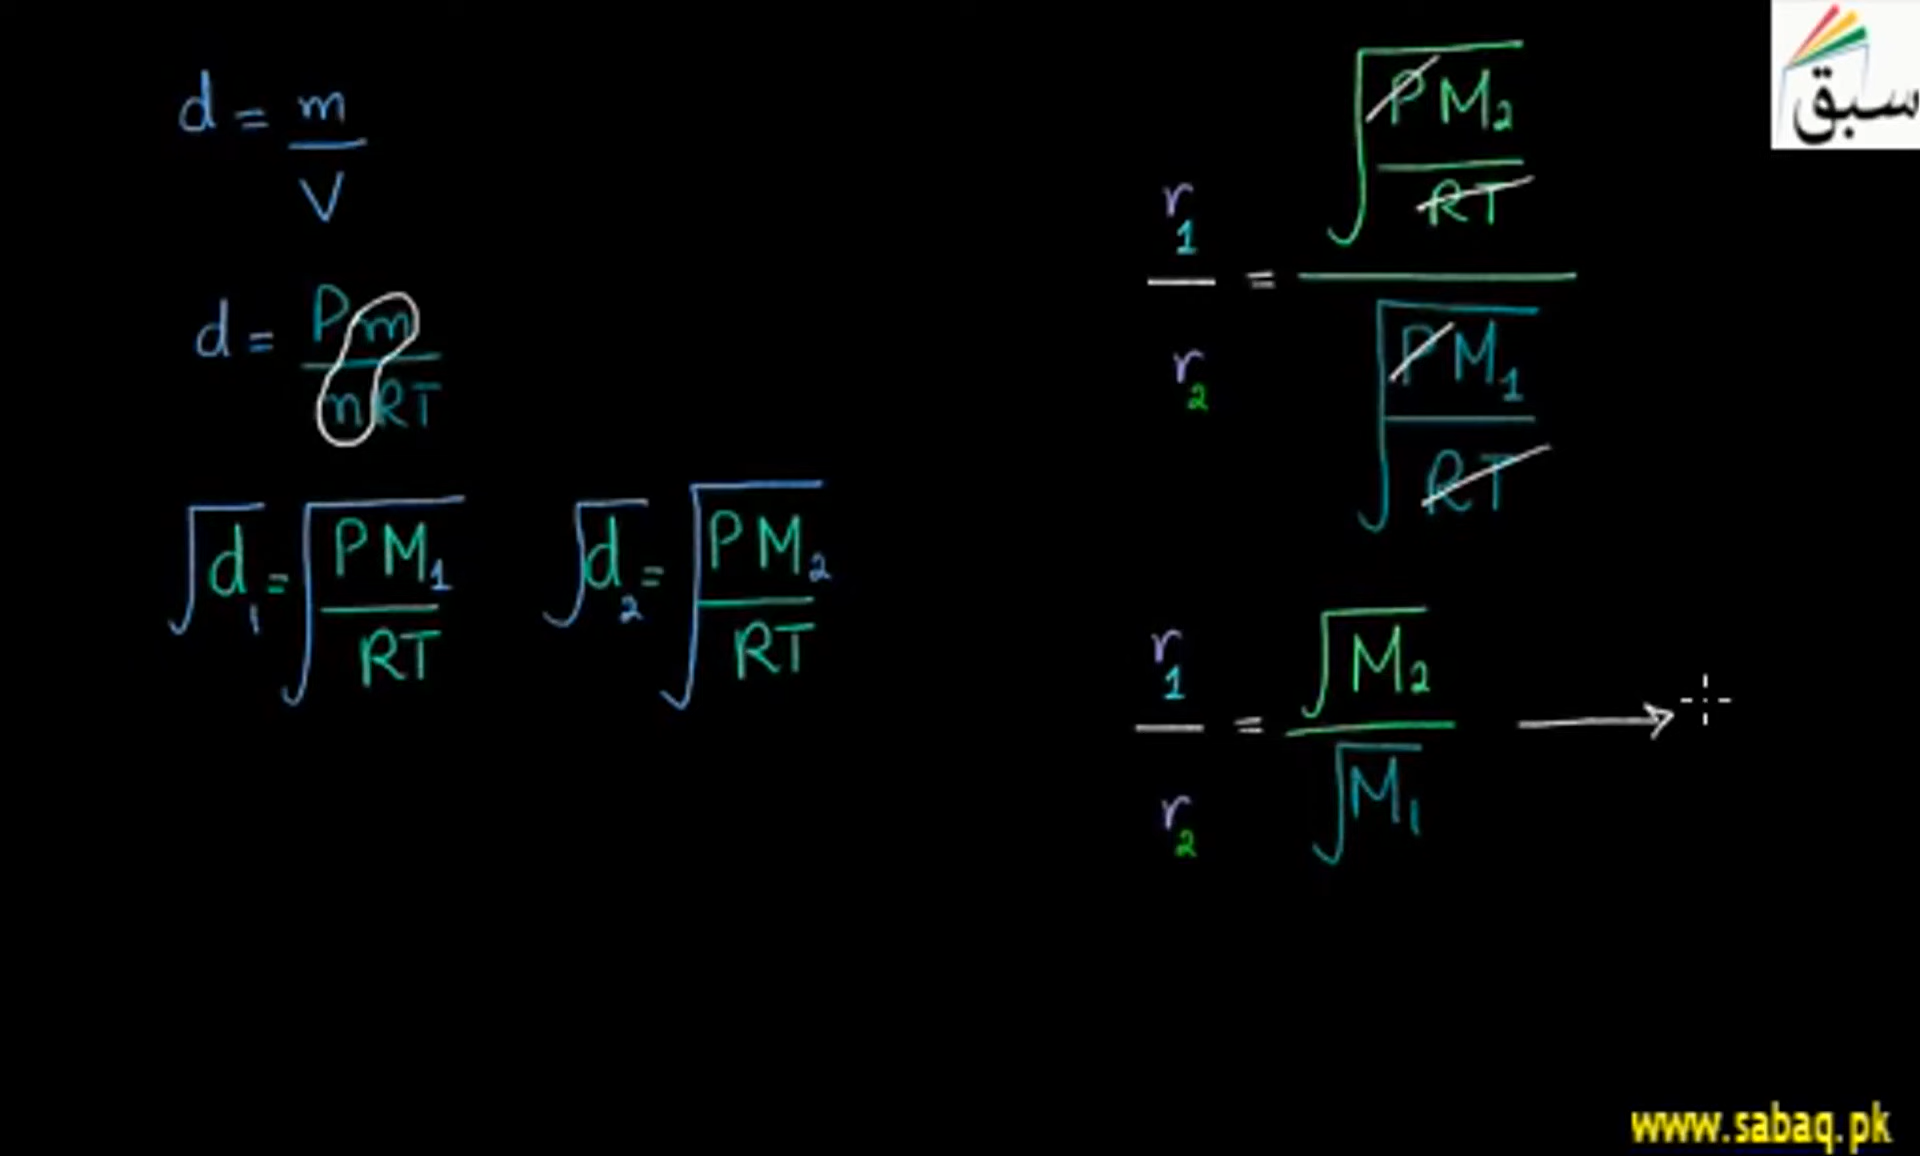 سبق
d = m / V
d = Pm / nRT
√d₁ = √(PM₁ / RT)
√d₂ = √(PM₂ / RT)
r₁ / r₂ = √(PM₂ / RT) / √(PM₁ / RT)
r₁ / r₂ = √M₂ / √M₁ →
www.sabaq.pk